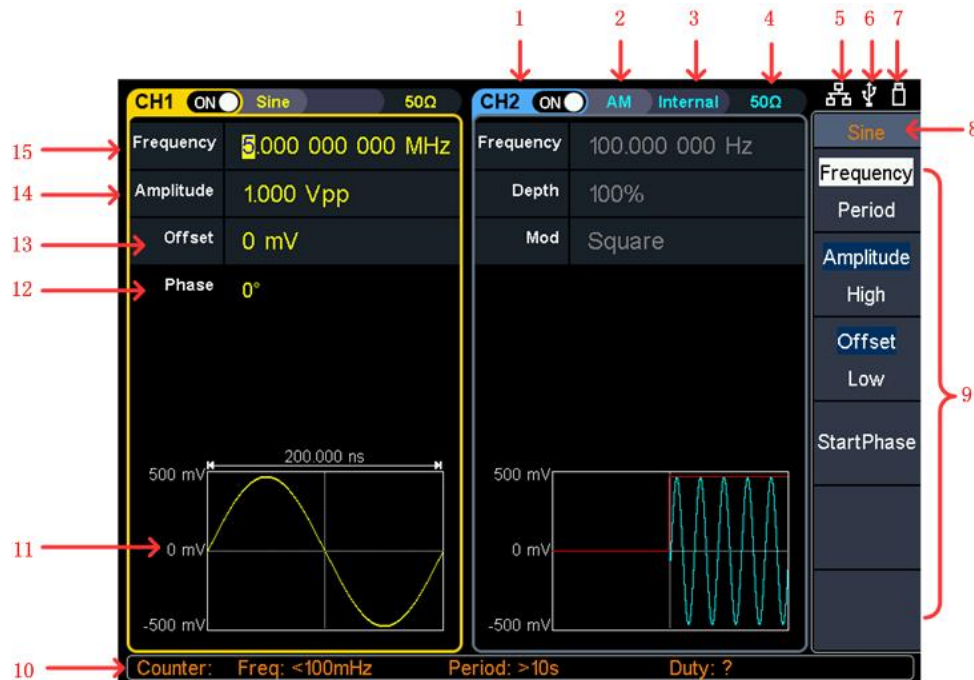 1 2 3 4 5 6 7
CH1 ON Sine 50Ω
CH2 ON AM Internal 50Ω
Sine 8
15 Frequency 5.000 000 000 MHz
Frequency 100.000 000 Hz
Frequency
Period
14 Amplitude 1.000 Vpp
Depth 100%
Amplitude
High
13 Offset 0 mV
Mod Square
12 Phase 0°
Offset
Low
9
StartPhase
200.000 ns
500 mV
500 mV
11 0 mV
0 mV
-500 mV
-500 mV
10 Counter: Freq: <100mHz Period: >10s Duty: ?